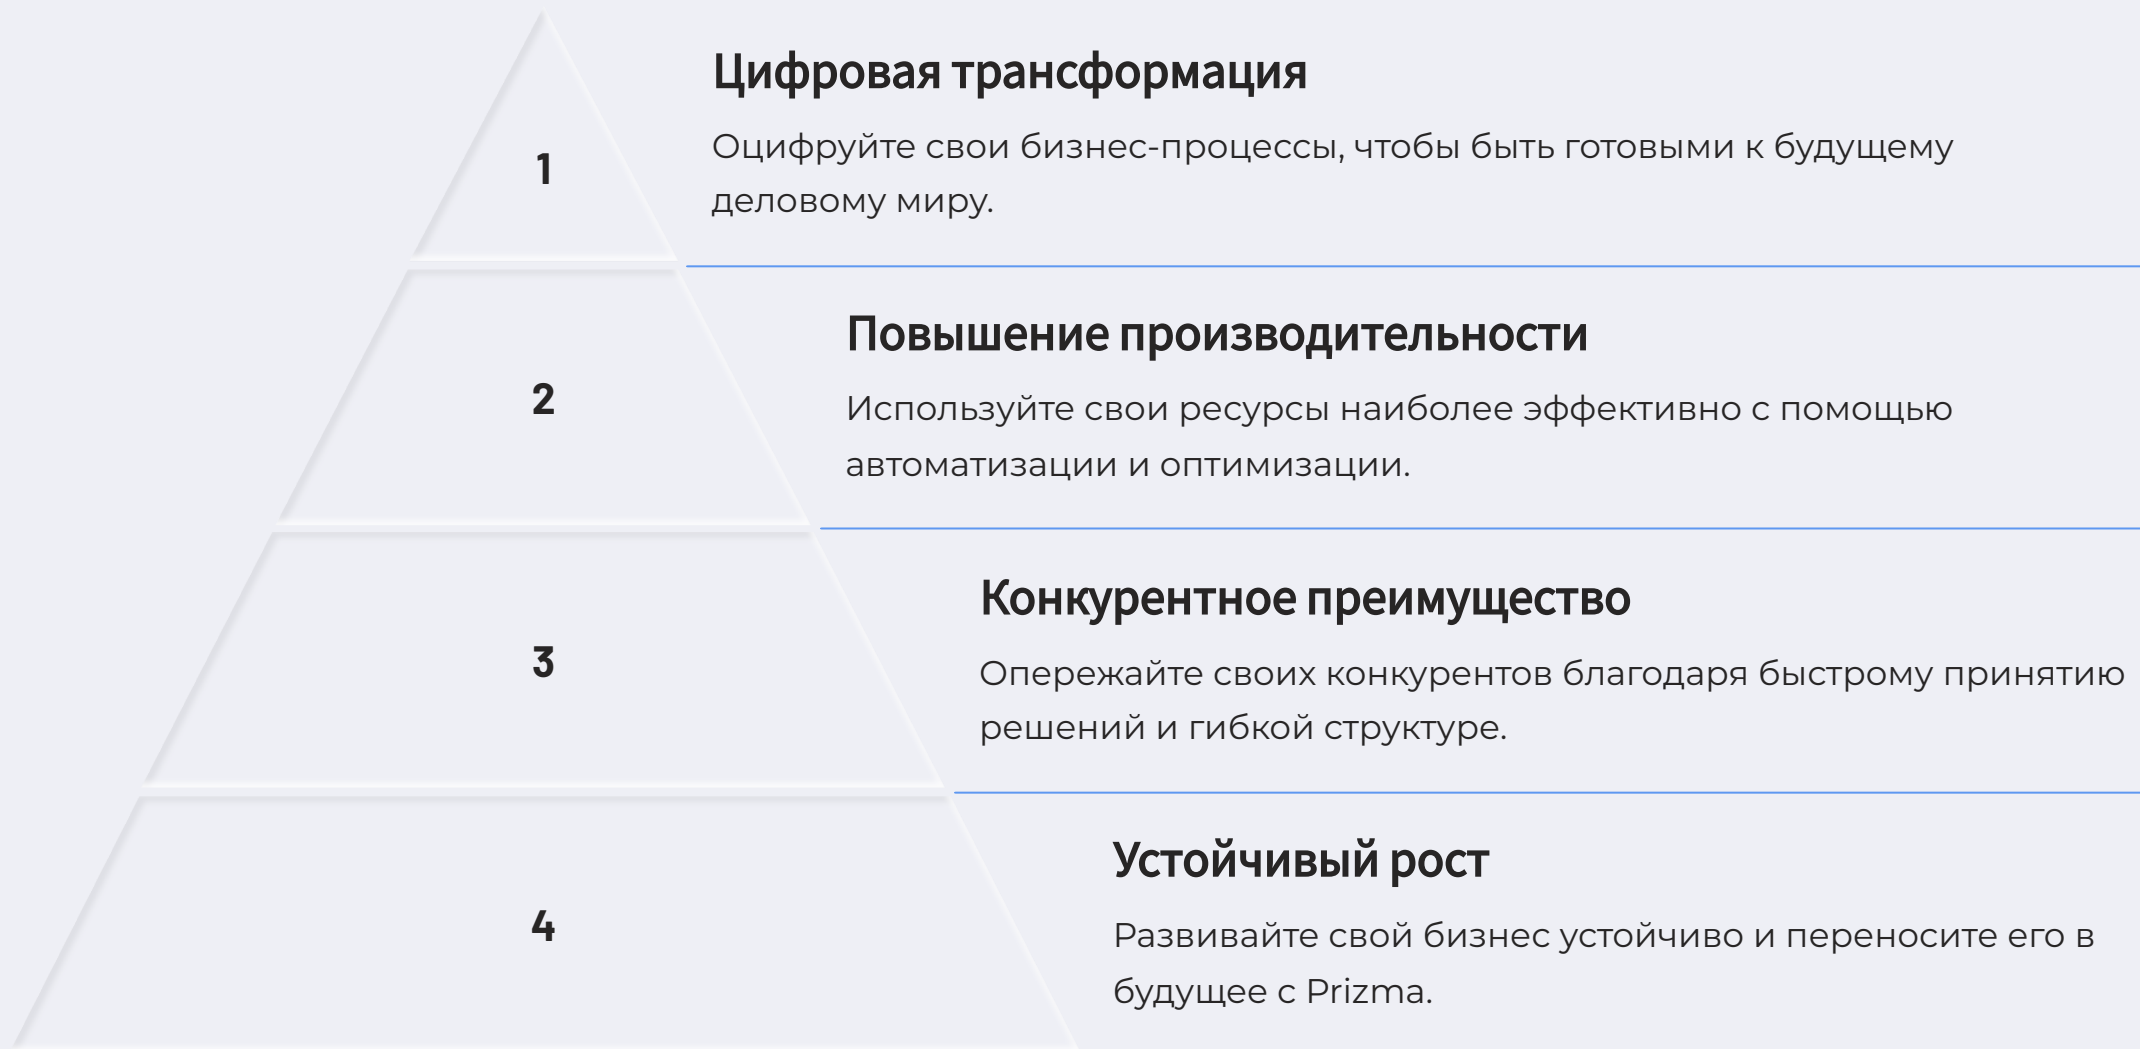 Цифровая трансформация
Оцифруйте свои бизнес-процессы, чтобы быть готовыми к будущему
деловому миру.
1
Повышение производительности
Используйте свои ресурсы наиболее эффективно с помощью
автоматизации и оптимизации.
2
Конкурентное преимущество
Опережайте своих конкурентов благодаря быстрому принятию
решений и гибкой структуре.
3
Устойчивый рост
Развивайте свой бизнес устойчиво и переносите его в
будущее с Prizma.
4